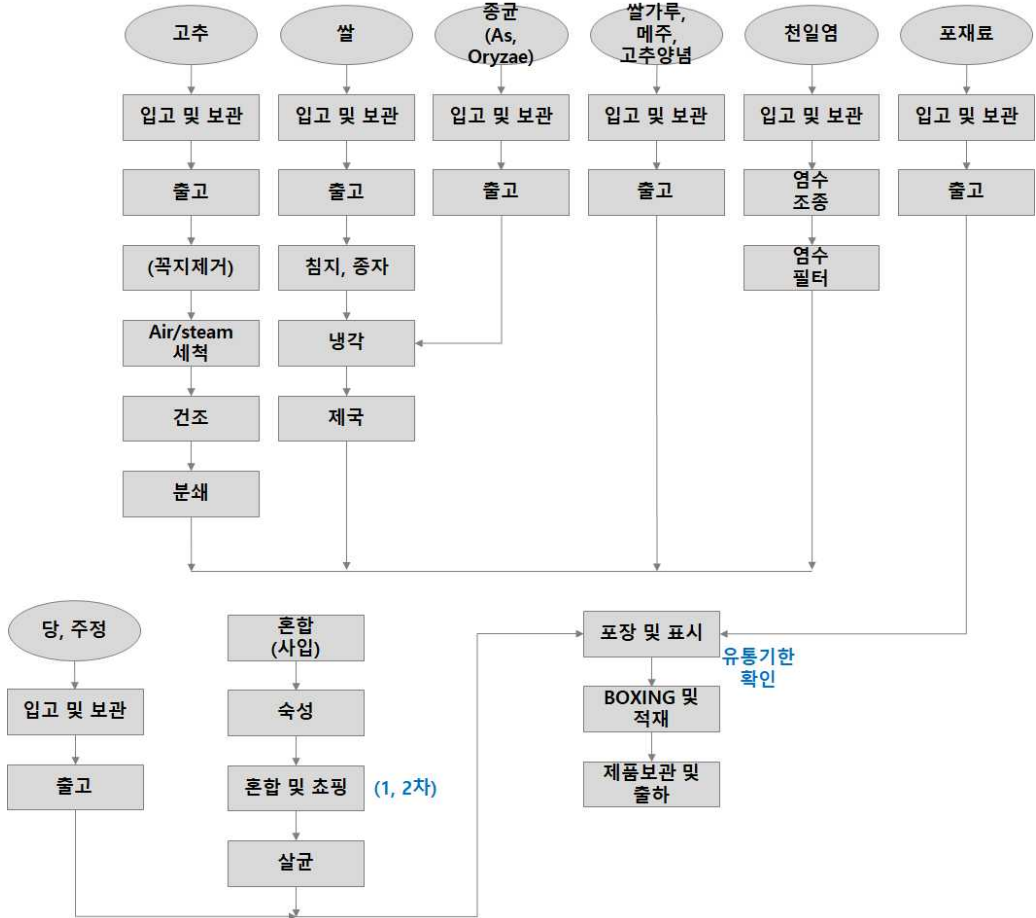 고추
쌀
종균
(As,
Oryzae)
쌀가루,
메주,
고추양념
천일염
포재료
입고 및 보관
입고 및 보관
입고 및 보관
입고 및 보관
입고 및 보관
입고 및 보관
출고
출고
출고
출고
염수
조종
출고
(꼭지제거)
침지, 종자
염수
필터
Air/steam
세척
냉각
건조
제국
분쇄
당, 주정
입고 및 보관
출고
혼합
(사입)
숙성
혼합 및 쵸핑
(1, 2차)
살균
포장 및 표시
유통기한
확인
BOXING 및
적재
제품보관 및
출하